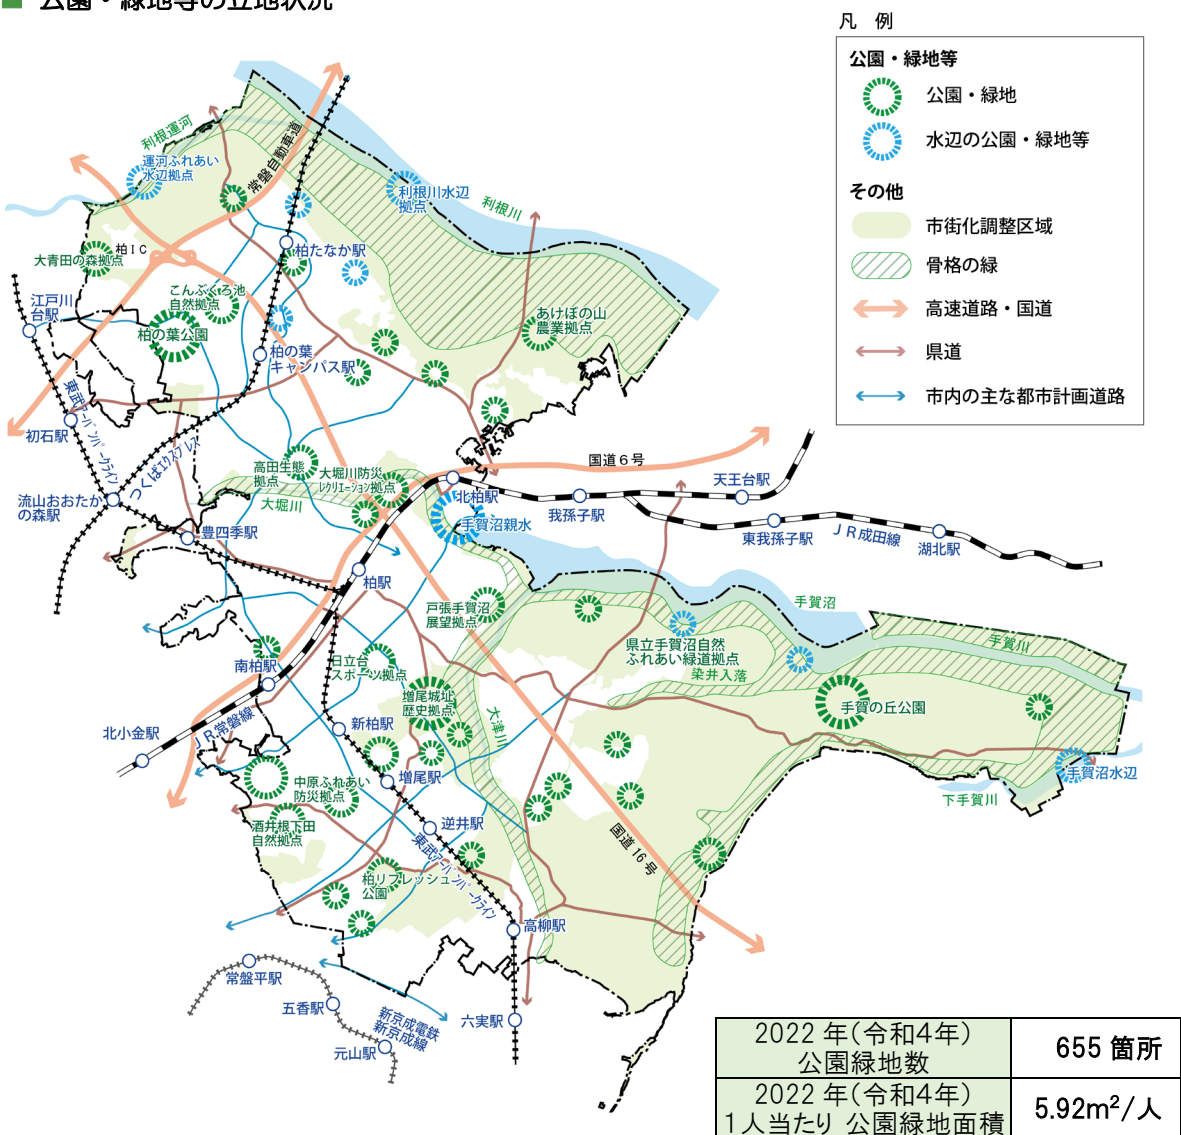 ■ 公園・緑地等の立地状況
凡 例
公園・緑地等
公園・緑地
水辺の公園・緑地等
その他
市街化調整区域
骨格の緑
高速道路・国道
県道
市内の主な都市計画道路
利根運河
運河ふれあい
水辺拠点
常磐自動車道
利根川水辺
拠点
利根川
柏IC
大青田の森拠点
柏たなか駅
こんぶくろ池
自然拠点
江戸川
台駅
柏の葉公園
あけぼの山
農業拠点
柏の葉
キャンパス駅
東武アーバンパークライン
初石駅
つくばエクスプレス
国道6号
高田生態
拠点
大堀川防災
レクリエーション拠点
天王台駅
流山おおたか
の森駅
大堀川
北柏駅
我孫子駅
手賀沼親水
東我孫子駅
JR成田線
湖北駅
豊四季駅
柏駅
戸張手賀沼
展望拠点
手賀沼
手賀川
県立手賀沼自然
ふれあい緑道拠点
染井入落
南柏駅
日立台
スポーツ拠点
増尾城址
歴史拠点
大津川
手賀の丘公園
北小金駅
JR常磐線
新柏駅
増尾駅
中原ふれあい
防災拠点
手賀沼水辺
下手賀川
酒井根下田
自然拠点
逆井駅
東武アーバンパークライン
国道16号
柏リフレッシュ
公園
高柳駅
常盤平駅
五香駅
新京成電鉄
新京成線
六実駅
元山駅
2022年(令和4年)
公園緑地数
655箇所
2022年(令和4年)
1人当たり 公園緑地面積
5.92m²/人